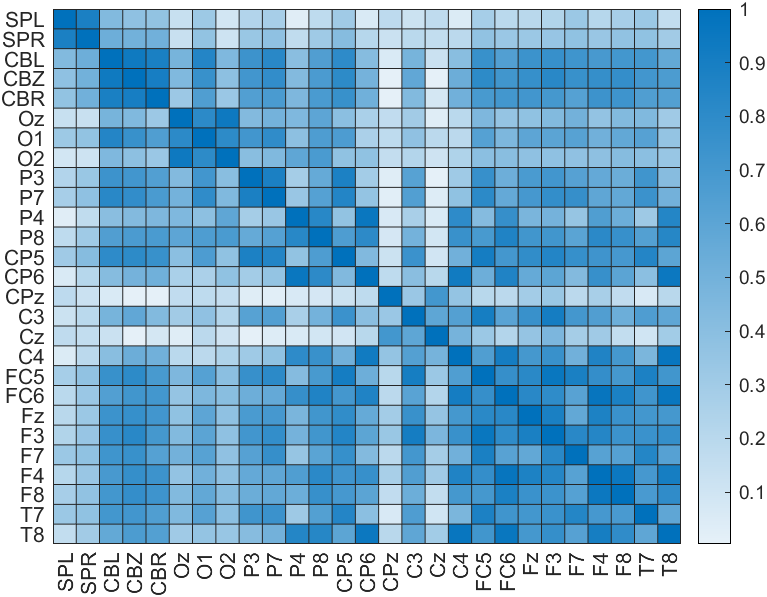 SPL
SPR
CBL
CBZ
CBR
Oz
O1
O2
P3
P7
P4
P8
CP5
CP6
CPz
C3
Cz
C4
FC5
FC6
Fz
F3
F7
F4
F8
T7
T8
SPL SPR CBL CBZ CBR Oz O1 O2 P3 P7 P4 P8 CP5 CP6 CPz C3 Cz C4 FC5 FC6 Fz F3 F7 F4 F8 T7 T8
1
0.9
0.8
0.7
0.6
0.5
0.4
0.3
0.2
0.1